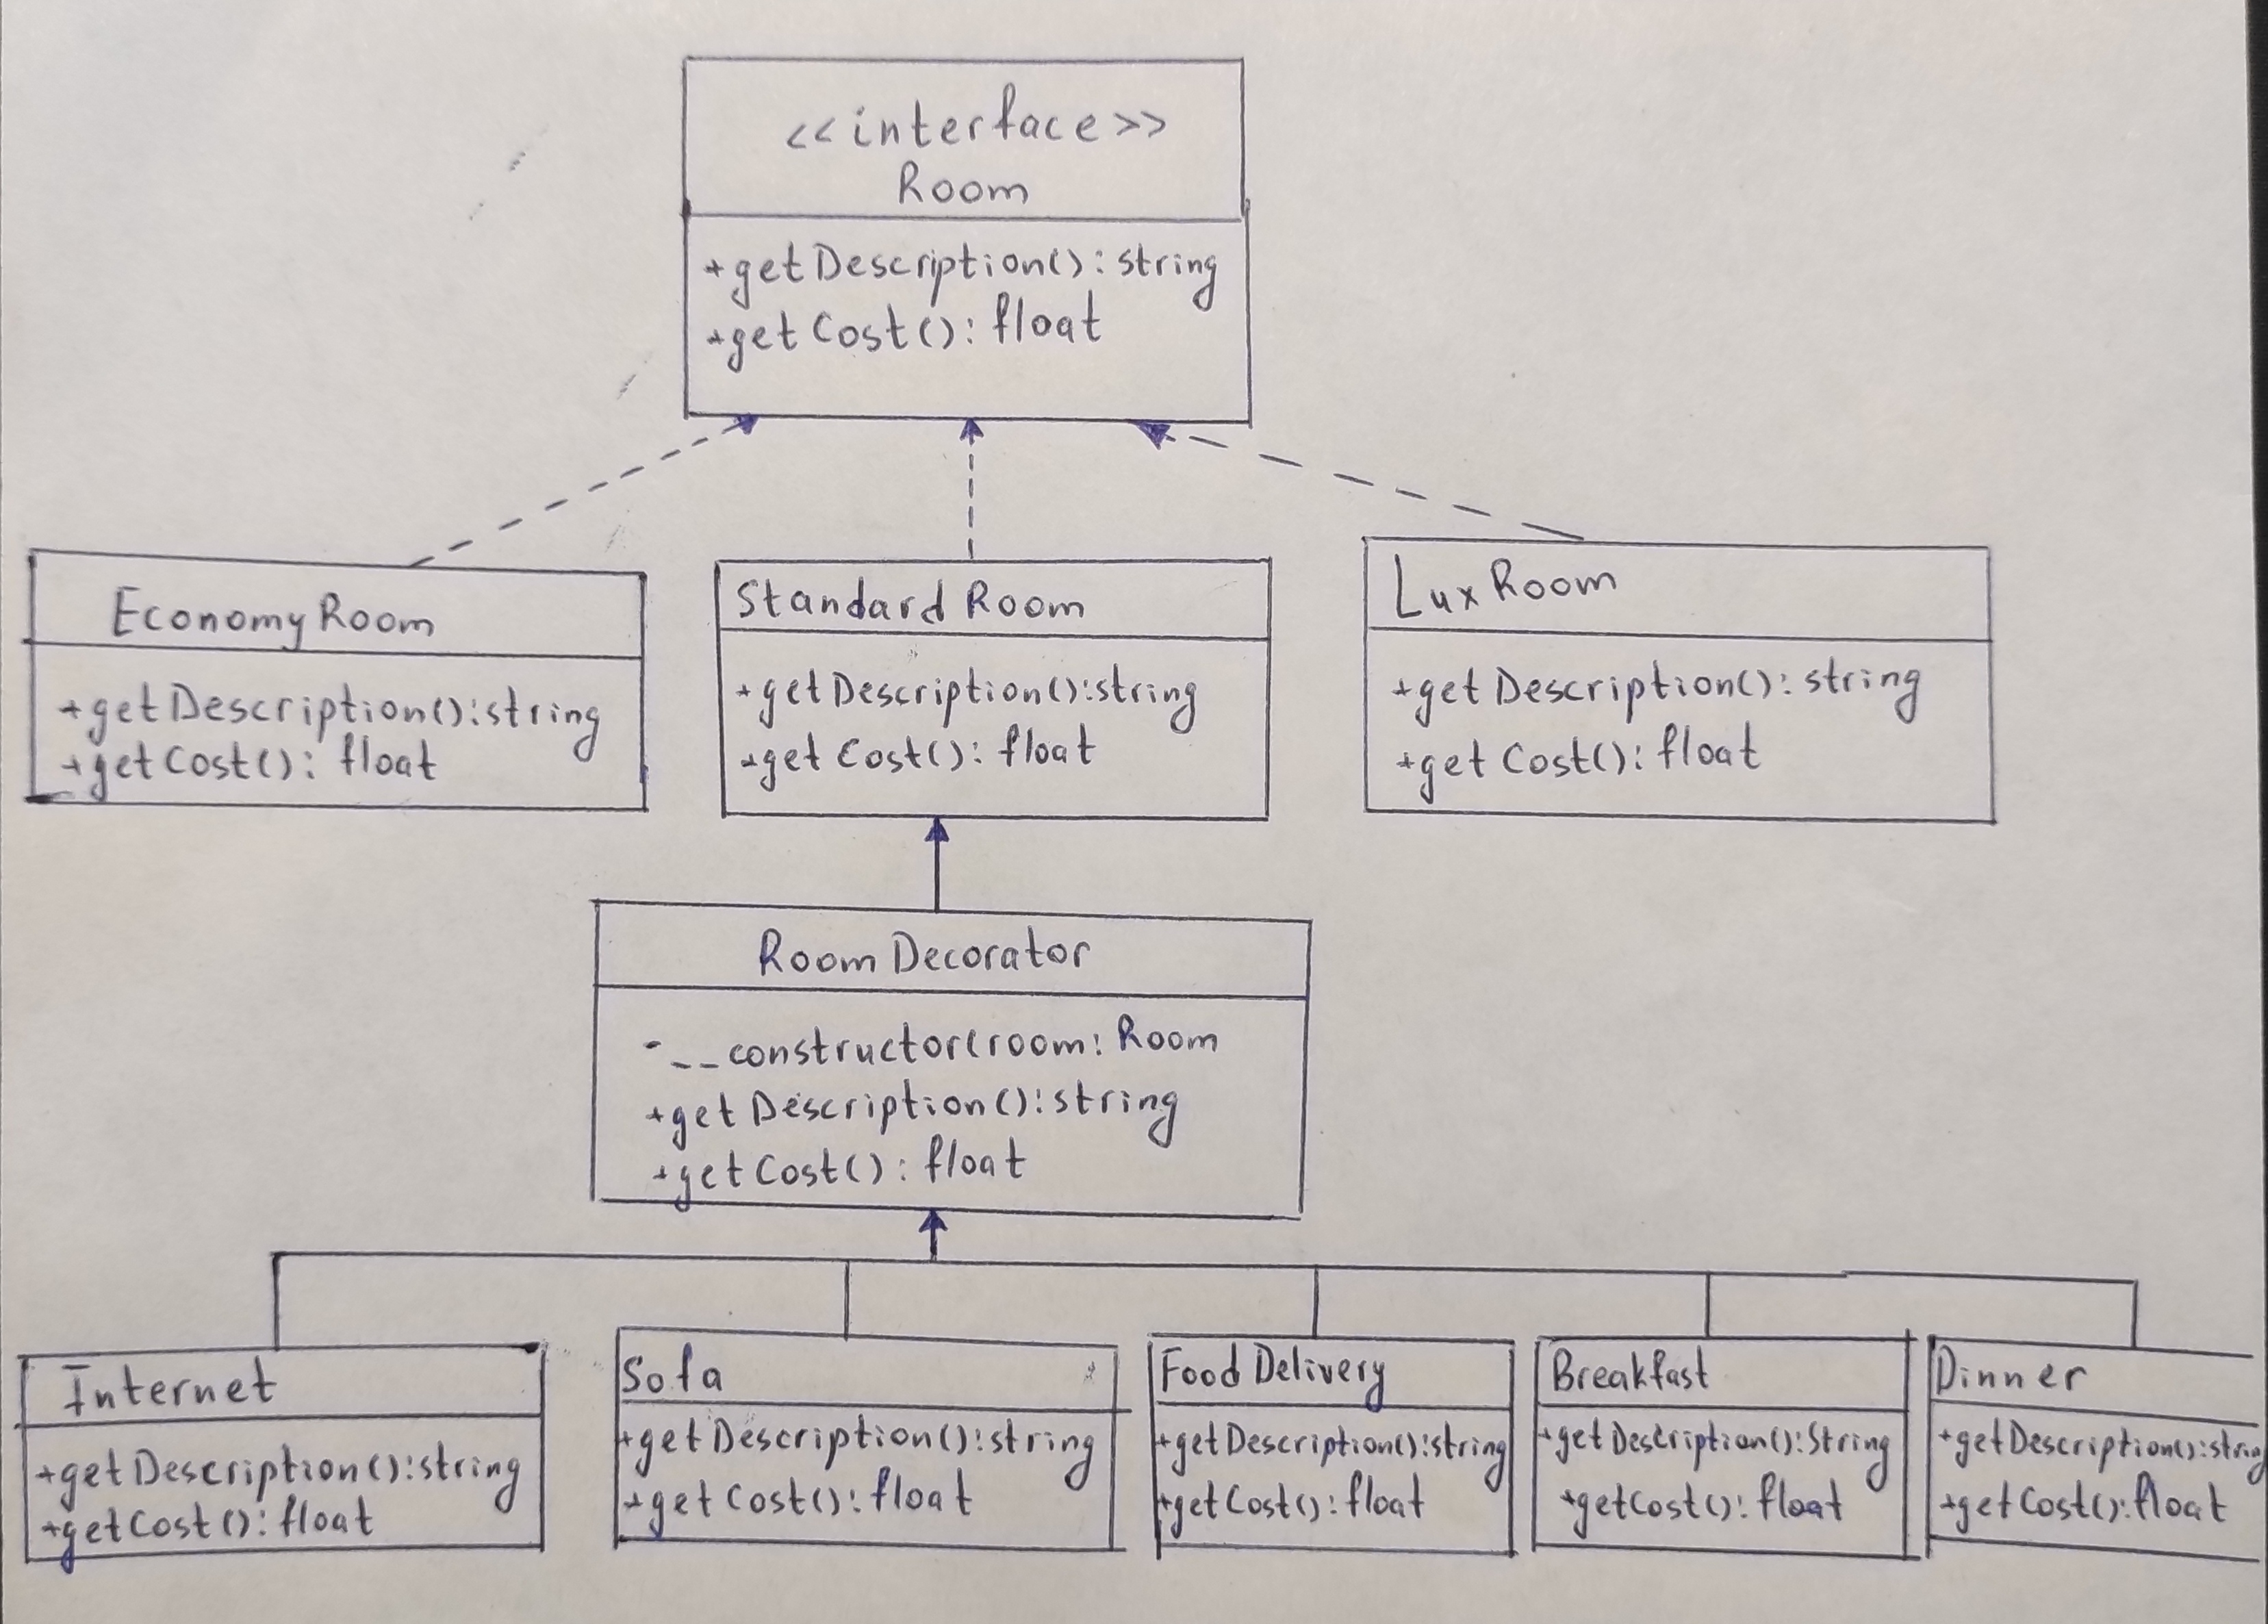 <<interface>>
Room
+getDescription(): string
+getCost(): float
EconomyRoom
+getDescription():string
+getCost(): float
Standard Room
+getDescription():string
+getCost(): float
LuxRoom
+getDescription(): string
+getCost(): float
RoomDecorator
-__constructor(room: Room
+getDescription():string
+getCost(): float
Internet
+getDescription():string
+getCost(): float
Sofa
+getDescription():string
+getCost(): float
Food Delivery
+getDescription():string
+getCost(): float
Breakfast
+getDescription():String
+getCost(): float
Dinner
+getDescription():string
+getCost():float